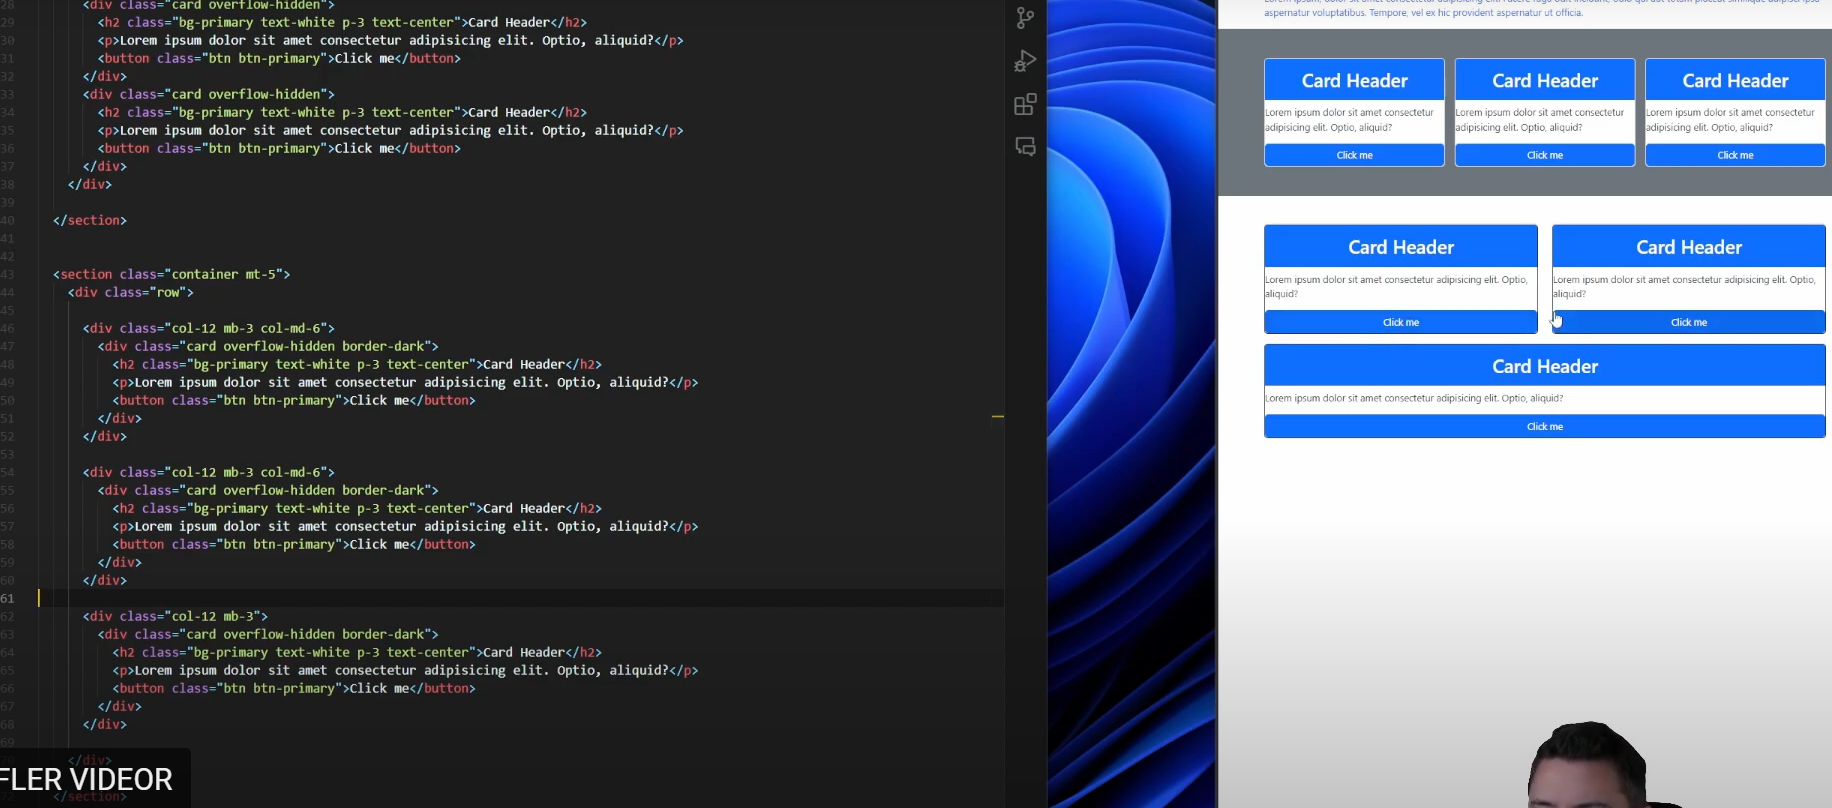 28 <div class="card overflow-hidden">
29 <h2 class="bg-primary text-white p-3 text-center">Card Header</h2>
30 <p>Lorem ipsum dolor sit amet consectetur adipisicing elit. Optio, aliquid?</p>
31 <button class="btn btn-primary">Click me</button>
32 </div>
33 <div class="card overflow-hidden">
34 <h2 class="bg-primary text-white p-3 text-center">Card Header</h2>
35 <p>Lorem ipsum dolor sit amet consectetur adipisicing elit. Optio, aliquid?</p>
36 <button class="btn btn-primary">Click me</button>
37 </div>
38 </div>
39
40 </section>
41
42
43 <section class="container mt-5">
44 <div class="row">
45
46 <div class="col-12 mb-3 col-md-6">
47 <div class="card overflow-hidden border-dark">
48 <h2 class="bg-primary text-white p-3 text-center">Card Header</h2>
49 <p>Lorem ipsum dolor sit amet consectetur adipisicing elit. Optio, aliquid?</p>
50 <button class="btn btn-primary">Click me</button>
51 </div>
52 </div>
53
54 <div class="col-12 mb-3 col-md-6">
55 <div class="card overflow-hidden border-dark">
56 <h2 class="bg-primary text-white p-3 text-center">Card Header</h2>
57 <p>Lorem ipsum dolor sit amet consectetur adipisicing elit. Optio, aliquid?</p>
58 <button class="btn btn-primary">Click me</button>
59 </div>
60 </div>
61
62 <div class="col-12 mb-3">
63 <div class="card overflow-hidden border-dark">
64 <h2 class="bg-primary text-white p-3 text-center">Card Header</h2>
65 <p>Lorem ipsum dolor sit amet consectetur adipisicing elit. Optio, aliquid?</p>
66 <button class="btn btn-primary">Click me</button>
67 </div>
68 </div>
69
</div>
FLER VIDEOR
</section>
aspernatur voluptatibus. Tempore, vel ex hic provident aspernatur ut officia.
Card Header
Lorem ipsum dolor sit amet consectetur
adipisicing elit. Optio, aliquid?
Click me
Card Header
Lorem ipsum dolor sit amet consectetur
adipisicing elit. Optio, aliquid?
Click me
Card Header
Lorem ipsum dolor sit amet consectetur
adipisicing elit. Optio, aliquid?
Click me
Card Header
Lorem ipsum dolor sit amet consectetur adipisicing elit. Optio,
aliquid?
Click me
Card Header
Lorem ipsum dolor sit amet consectetur adipisicing elit. Optio,
aliquid?
Click me
Card Header
Lorem ipsum dolor sit amet consectetur adipisicing elit. Optio, aliquid?
Click me